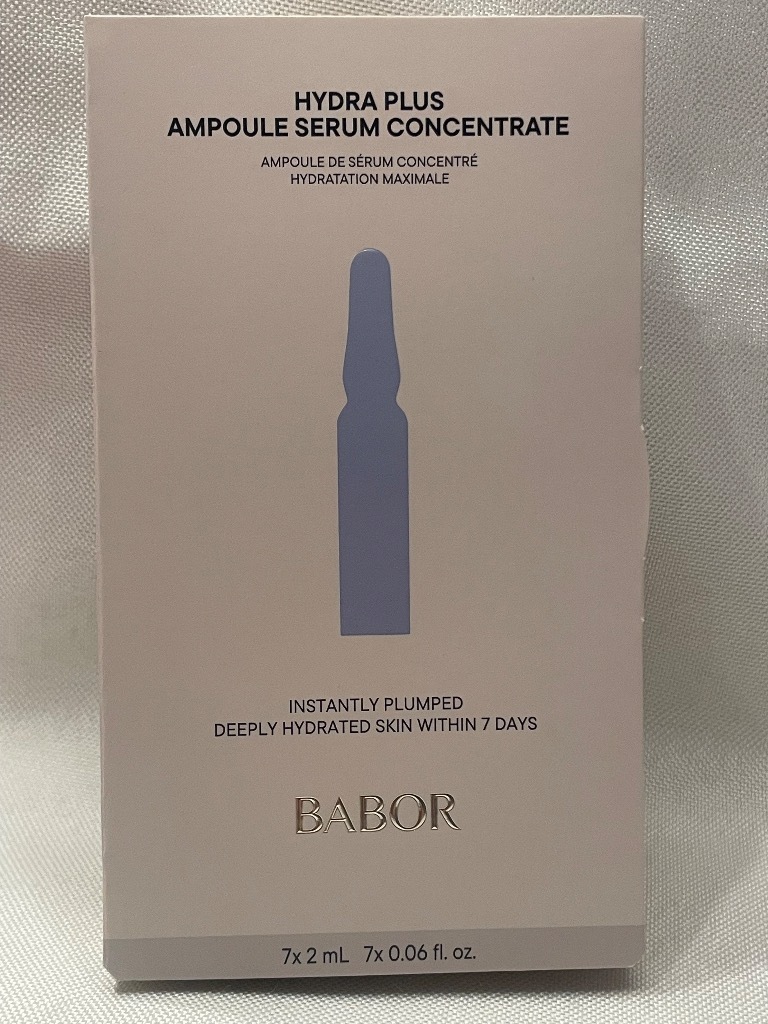 HYDRA PLUS
AMPOULE SERUM CONCENTRATE
AMPOULE DE SÉRUM CONCENTRÉ
HYDRATATION MAXIMALE
INSTANTLY PLUMPED
DEEPLY HYDRATED SKIN WITHIN 7 DAYS
BABOR
7x 2 mL 7x 0.06 fl. oz.